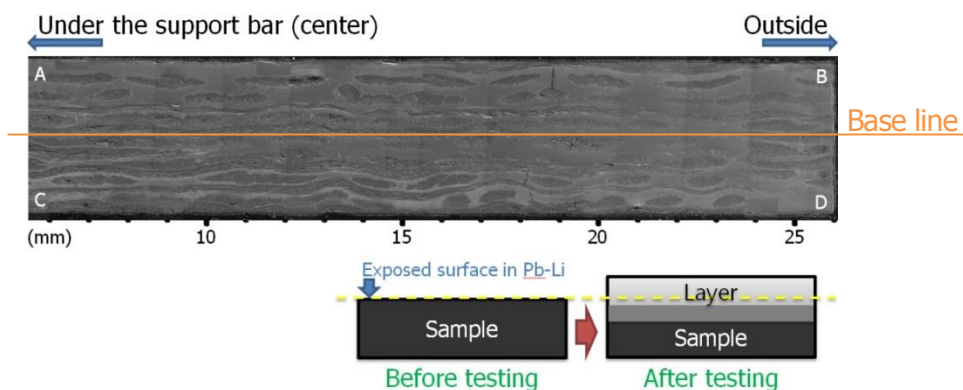 Under the support bar (center) Outside
A B
Base line
C D
(mm) 10 15 20 25
Exposed surface in Pb-Li
Layer
Sample Sample
Before testing After testing